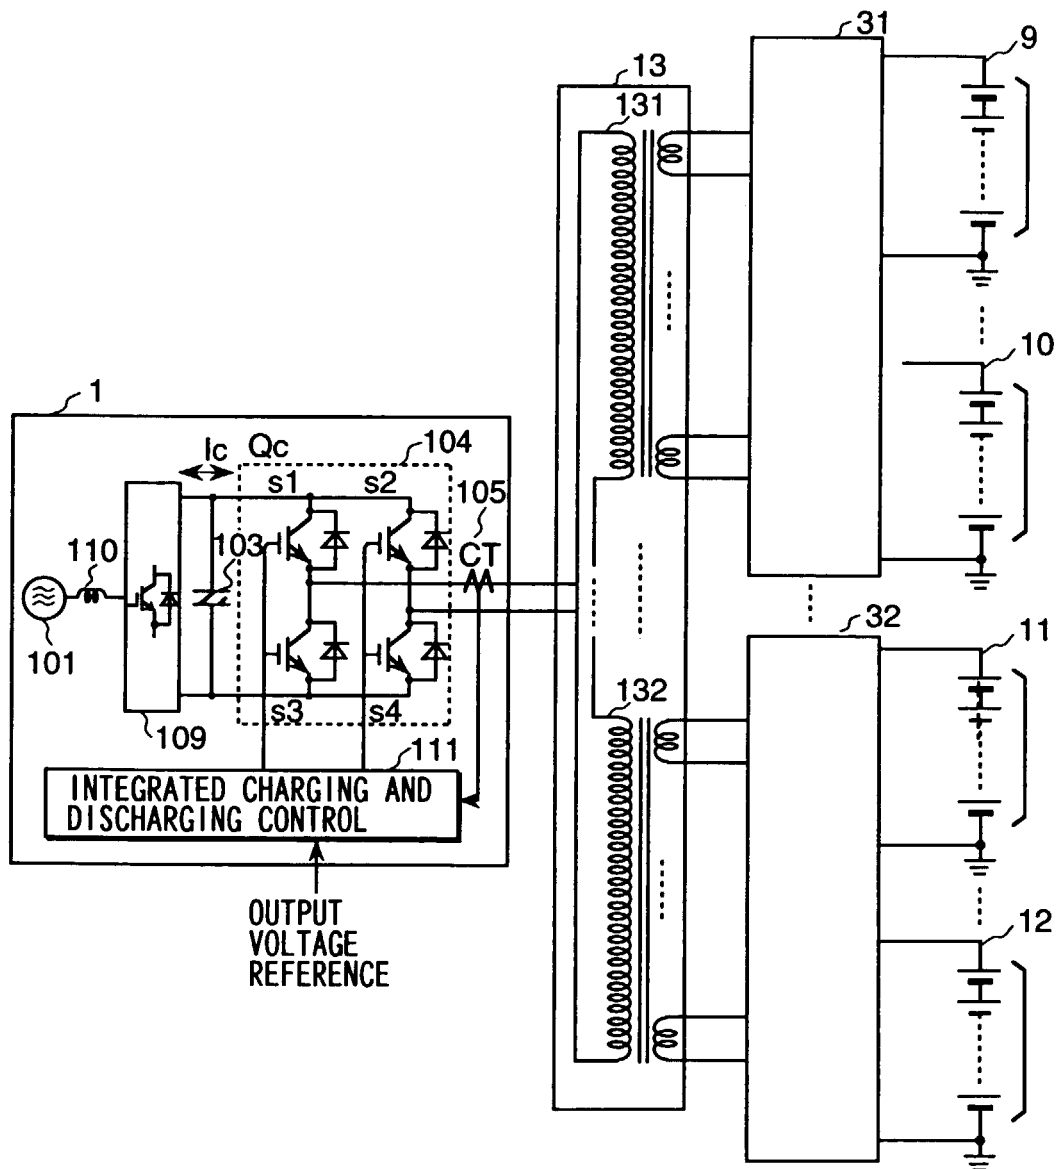 31
9
13
131
10
1
Ic
Qc
104
s1
s2
105
CT
110
103
101
s3
s4
109
111
INTEGRATED CHARGING AND
DISCHARGING CONTROL
OUTPUT
VOLTAGE
REFERENCE
32
11
132
12